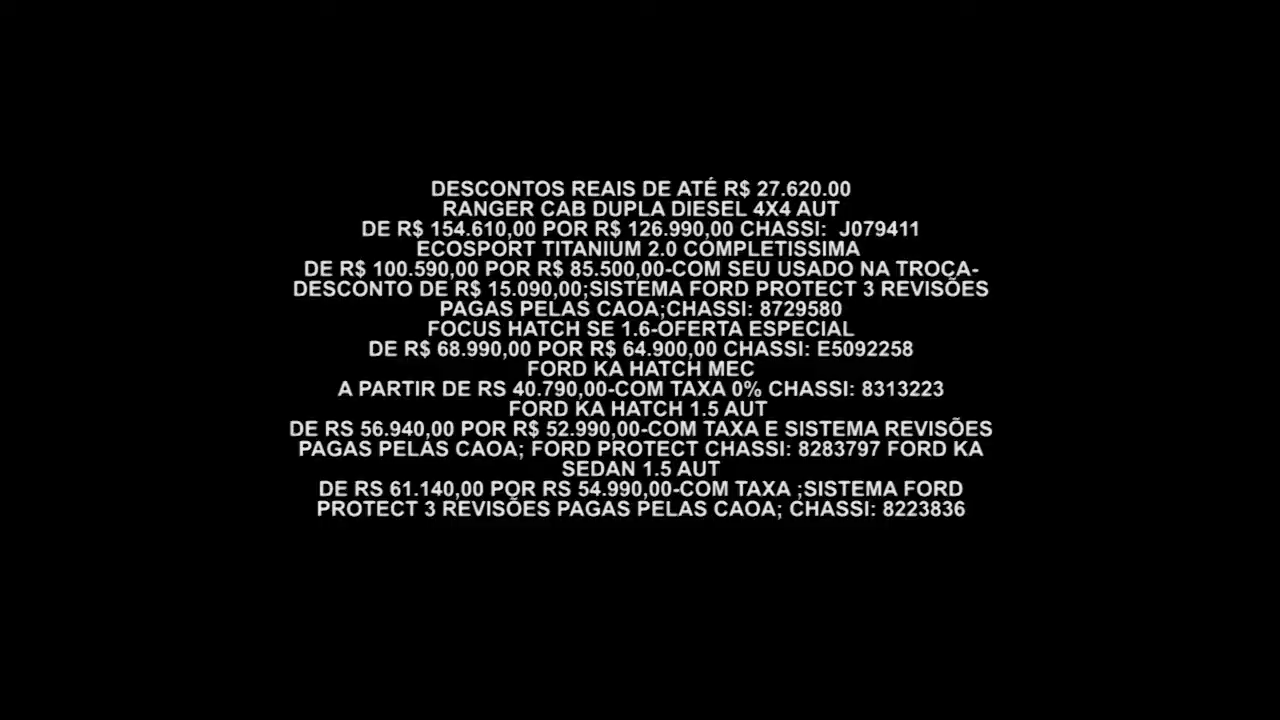 DESCONTOS REAIS DE ATÉ R$ 27.620.00
RANGER CAB DUPLA DIESEL 4X4 AUT
DE R$ 154.610,00 POR R$ 126.990,00 CHASSI:  J079411
ECOSPORT TITANIUM 2.0 COMPLETISSIMA
DE R$ 100.590,00 POR R$ 85.500,00-COM SEU USADO NA TROCA-
DESCONTO DE R$ 15.090,00;SISTEMA FORD PROTECT 3 REVISÕES
PAGAS PELAS CAOA;CHASSI: 8729580
FOCUS HATCH SE 1.6-OFERTA ESPECIAL
DE R$ 68.990,00 POR R$ 64.900,00 CHASSI: E5092258
FORD KA HATCH MEC
A PARTIR DE RS 40.790,00-COM TAXA 0% CHASSI: 8313223
FORD KA HATCH 1.5 AUT
DE RS 56.940,00 POR R$ 52.990,00-COM TAXA E SISTEMA REVISÕES
PAGAS PELAS CAOA; FORD PROTECT CHASSI: 8283797 FORD KA
SEDAN 1.5 AUT
DE RS 61.140,00 POR RS 54.990,00-COM TAXA ;SISTEMA FORD
PROTECT 3 REVISÕES PAGAS PELAS CAOA; CHASSI: 8223836